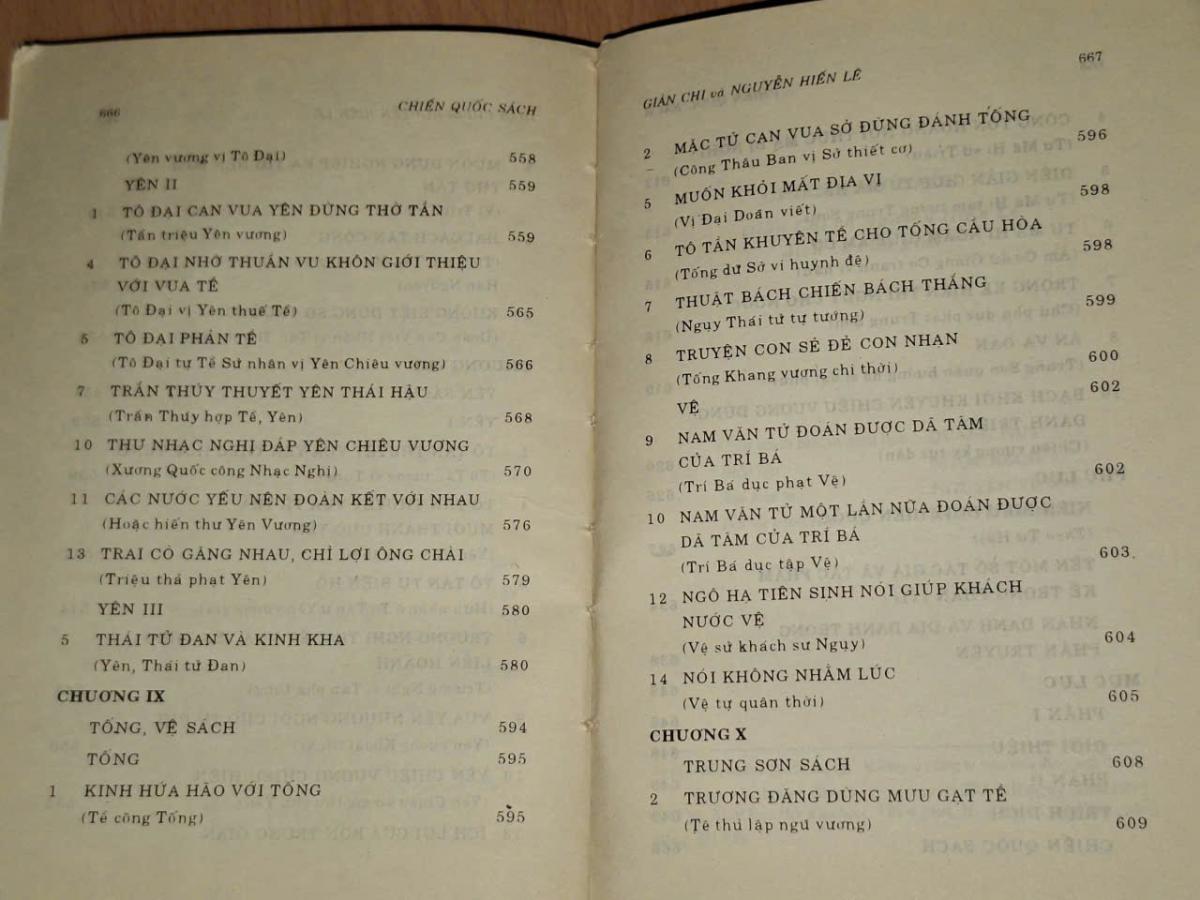 666
CHIẾN QUỐC SÁCH
(Yên vương vị Tô Đại) 558
YÊN II 559
1 TÔ ĐẠI CAN VUA YÊN ĐỪNG THỜ TẦN
(Tần triệu Yên vương) 559
4 TÔ ĐẠI NHỜ THUẦN VU KHÔN GIỚI THIỆU
VỚI VUA TỀ
(Tô Đại vị Yên thuế Tề) 565
5 TÔ ĐẠI PHẢN TỀ
(Tô Đại tự Tề Sứ nhân vị Yên Chiêu vương) 566
7 TRẦN THÚY THUYẾT YÊN THÁI HẬU
(Trần Thúy hợp Tề, Yên) 568
10 THƯ NHẠC NGHỊ ĐÁP YÊN CHIÊU VƯƠNG
(Xương Quốc công Nhạc Nghị) 570
11 CÁC NƯỚC YẾU NÊN ĐOÀN KẾT VỚI NHAU
(Hoặc hiến thư Yên Vương) 576
13 TRAI CÒ GẮNG NHAU, CHỈ LỢI ÔNG CHÀI
(Triệu thả phạt Yên) 579
YÊN III 580
5 THÁI TỬ ĐAN VÀ KINH KHA
(Yên, Thái tử Đan) 580
CHƯƠNG IX
TỐNG, VỆ SÁCH 594
TỐNG 595
1 KINH HỨA HÃO VỚI TỐNG
(Tề công Tống) 595
667
GIẢN CHI và NGUYỄN HIẾN LÊ
2 MẶC TỬ CAN VUA SỞ ĐỪNG ĐÁNH TỐNG
(Công Thâu Ban vị Sở thiết cơ) 596
5 MUỐN KHỎI MẤT ĐỊA VỊ
(Vị Đại Doãn viết) 598
6 TÔ TẦN KHUYÊN TỀ CHO TỐNG CẦU HÒA
(Tống dữ Sở vi huynh đệ) 598
7 THUẬT BÁCH CHIẾN BÁCH THẮNG
(Ngụy Thái tử tự tướng) 599
8 TRUYỆN CON SẺ ĐẺ CON NHẠN
(Tống Khang vương chi thời) 600
VỆ 602
9 NAM VĂN TỬ ĐOÁN ĐƯỢC DÃ TÂM
CỦA TRÍ BÁ
(Trí Bá dục phạt Vệ) 602
10 NAM VĂN TỬ MỘT LẦN NỮA ĐOÁN ĐƯỢC
DÃ TÂM CỦA TRÍ BÁ
(Trí Bá dục tập Vệ) 603
12 NGÔ HẠ TIÊN SINH NÓI GIÚP KHÁCH
NƯỚC VỆ
(Vệ sứ khách sư Ngụy) 604
14 NÓI KHÔNG NHẰM LÚC
(Vệ tự quân thời) 605
CHƯƠNG X
TRUNG SƠN SÁCH 608
2 TRƯƠNG ĐĂNG DÙNG MƯU GẠT TỀ
(Tê thủ lập ngũ vương) 609